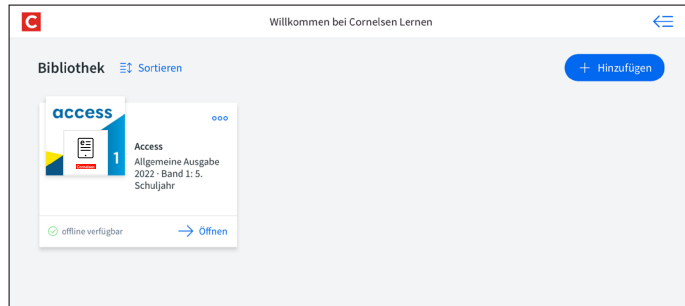 C
Willkommen bei Cornelsen Lernen
Bibliothek
Sortieren
+ Hinzufügen
access
1
Cornelsen
Access
Allgemeine Ausgabe
2022 · Band 1: 5.
Schuljahr
offline verfügbar
Öffnen